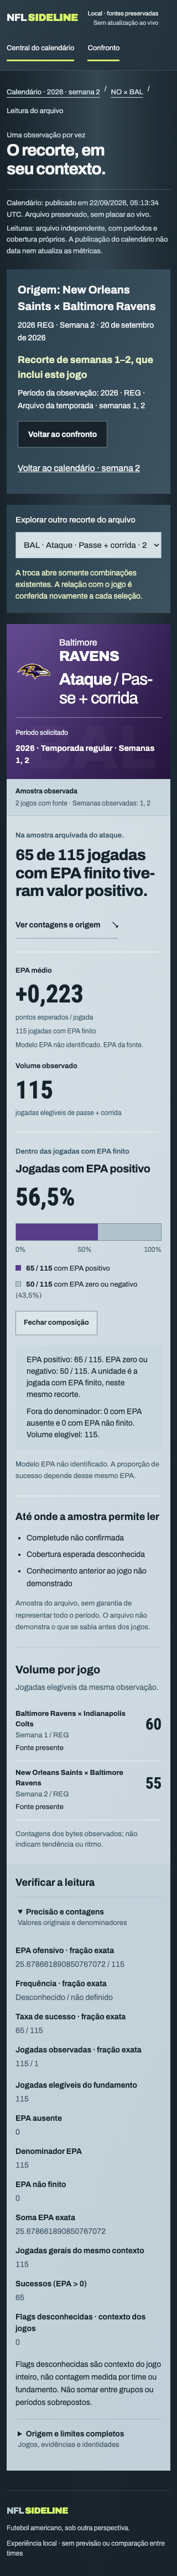 NFL SIDELINE
Local · fontes preservadas
Sem atualização ao vivo
Central do calendário
Confronto
Calendário · 2026 · semana 2 / NO × BAL /
Leitura do arquivo
Uma observação por vez
O recorte, em
seu contexto.
Calendário: publicado em 22/09/2026, 05:13:34
UTC. Arquivo preservado, sem placar ao vivo.
Leituras: arquivo independente, com períodos e
cobertura próprios. A publicação do calendário não
data nem atualiza as métricas.
Origem: New Orleans
Saints × Baltimore Ravens
2026 REG · Semana 2 · 20 de setembro
de 2026
Recorte de semanas 1–2, que
inclui este jogo
Período da observação: 2026 · REG ·
Arquivo da temporada · semanas 1, 2
Voltar ao confronto
Voltar ao calendário · semana 2
Explorar outro recorte do arquivo
BAL · Ataque · Passe + corrida · 2
A troca abre somente combinações
existentes. A relação com o jogo é
conferida novamente a cada seleção.
Baltimore
RAVENS
Ataque / Pas-
se + corrida
Período solicitado
2026 · Temporada regular · Semanas
1, 2
Amostra observada
2 jogos com fonte · Semanas observadas: 1, 2
Na amostra arquivada do ataque.
65 de 115 jogadas
com EPA finito tive-
ram valor positivo.
Ver contagens e origem ↘
EPA médio
+0,223
pontos esperados / jogada
115 jogadas com EPA finito
Modelo EPA não identificado. EPA da fonte.
Volume observado
115
jogadas elegíveis de passe + corrida
Dentro das jogadas com EPA finito
Jogadas com EPA positivo
56,5%
0% 50% 100%
65 / 115 com EPA positivo
50 / 115 com EPA zero ou negativo
(43,5%)
Fechar composição
EPA positivo: 65 / 115. EPA zero ou
negativo: 50 / 115. A unidade é a
jogada com EPA finito, neste
mesmo recorte.
Fora do denominador: 0 com EPA
ausente e 0 com EPA não finito.
Volume elegível: 115.
Modelo EPA não identificado. A proporção de
sucesso depende desse mesmo EPA.
Até onde a amostra permite ler
• Completude não confirmada
• Cobertura esperada desconhecida
• Conhecimento anterior ao jogo não
demonstrado
Amostra do arquivo, sem garantia de
representar todo o período. O arquivo não
demonstra o que se sabia antes dos jogos.
Volume por jogo
Jogadas elegíveis da mesma observação.
Baltimore Ravens × Indianapolis
Colts
Semana 1 / REG
Fonte presente
60
New Orleans Saints × Baltimore
Ravens
Semana 2 / REG
Fonte presente
55
Contagens dos bytes observados; não
indicam tendência ou ritmo.
Verificar a leitura
▼ Precisão e contagens
Valores originais e denominadores
EPA ofensivo · fração exata
25.678661890850767072 / 115
Frequência · fração exata
Desconhecido / não definido
Taxa de sucesso · fração exata
65 / 115
Jogadas observadas · fração exata
115 / 1
Jogadas elegíveis do fundamento
115
EPA ausente
0
Denominador EPA
115
EPA não finito
0
Soma EPA exata
25.678661890850767072
Jogadas gerais do mesmo contexto
115
Sucessos (EPA > 0)
65
Flags desconhecidas · contexto dos
jogos
0
Flags desconhecidas são contexto do jogo
inteiro, não contagem medida por time ou
fundamento. Não somar entre grupos ou
períodos sobrepostos.
▶ Origem e limites completos
Jogos, evidências e identidades
NFL SIDELINE
Futebol americano, sob outra perspectiva.
Experiência local · sem previsão ou comparação entre
times